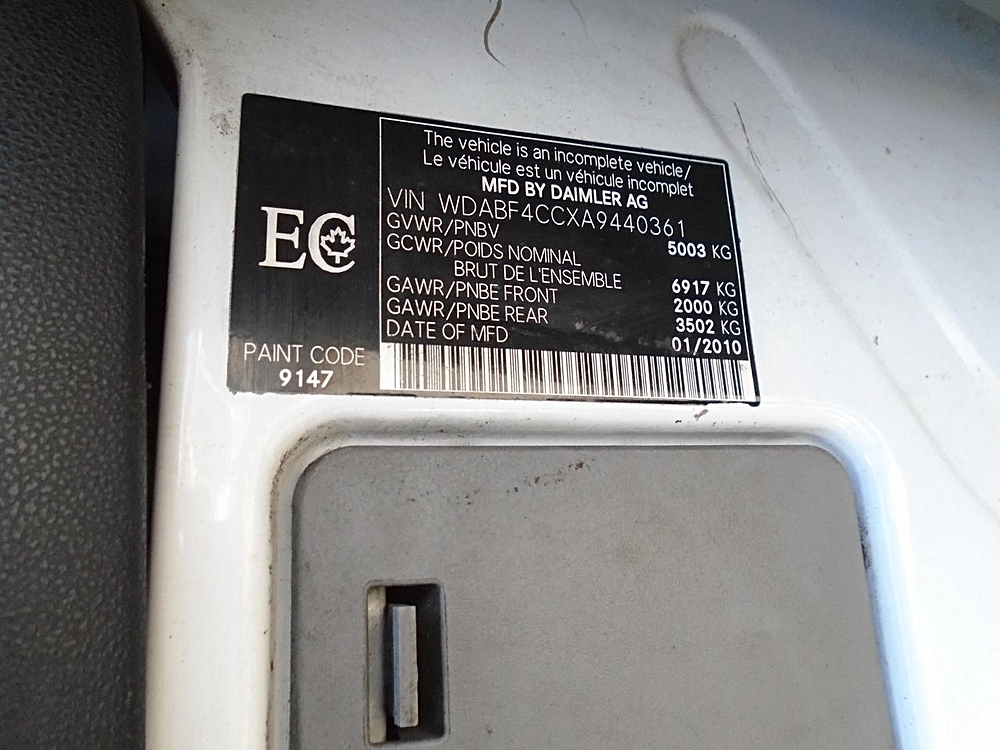 The vehicle is an incomplete vehicle/
Le véhicule est un véhicule incomplet
MFD BY DAIMLER AG
VIN WDABF4CCXA9440361
GVWR/PNBV 5003 KG
GCWR/POIDS NOMINAL
BRUT DE L'ENSEMBLE 6917 KG
GAWR/PNBE FRONT 2000 KG
GAWR/PNBE REAR 3502 KG
DATE OF MFD 01/2010
EC
PAINT CODE
9147